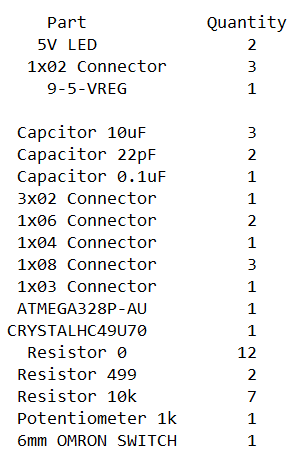 Part Quantity
5V LED 2
1x02 Connector 3
9-5-VREG 1
Capcitor 10uF 3
Capacitor 22pF 2
Capacitor 0.1uF 1
3x02 Connector 1
1x06 Connector 2
1x04 Connector 1
1x08 Connector 3
1x03 Connector 1
ATMEGA328P-AU 1
CRYSTALHC49U70 1
Resistor 0 12
Resistor 499 2
Resistor 10k 7
Potentiometer 1k 1
6mm OMRON SWITCH 1